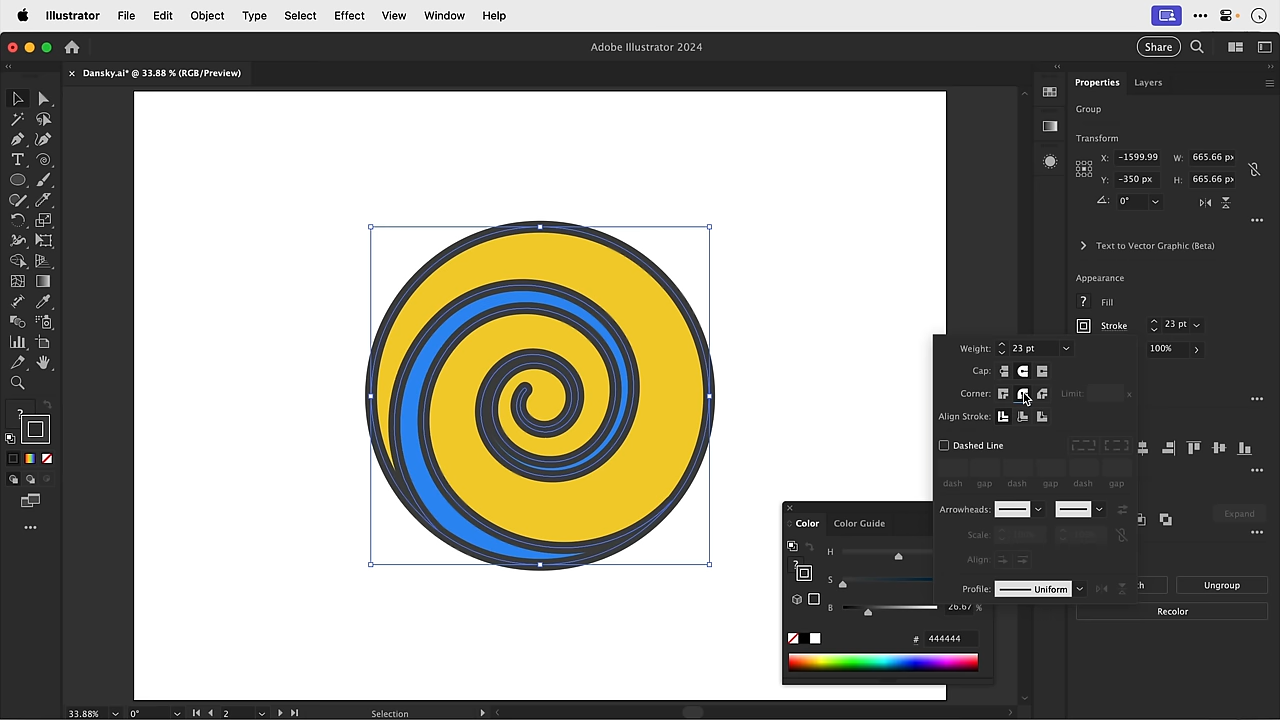 Illustrator File Edit Object Type Select Effect View Window Help
Adobe Illustrator 2024
Share
× Dansky.ai* @ 33.88 % (RGB/Preview)
Properties Layers
Group
Transform
X: -1599.99 W: 665.66 px
Y: -350 px H: 665.66 px
0°
Text to Vector Graphic (Beta)
Appearance
? Fill
Stroke 23 pt
100%
Weight: 23 pt
Cap:
Corner: Limit: x
Align Stroke:
Dashed Line
dash gap dash gap dash gap
Arrowheads:
Scale:
Align:
Profile: Uniform
Expand
Ungroup
Recolor
Color Color Guide
H
S
B 26.67 %
# 444444
?
33.88% 0° 2 Selection